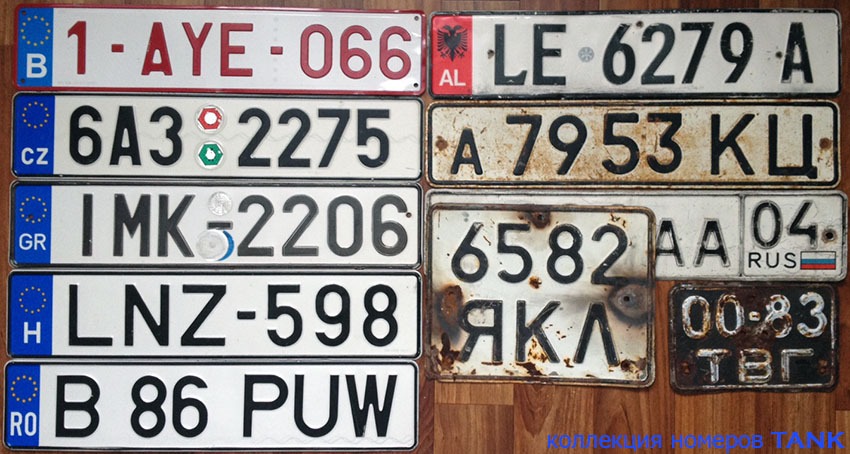 B 1-AYE-066
CZ 6A3 2275
GR IMK-2206
H LNZ-598
RO B 86 PUW
AL LE 6279 A
А 7953 КЦ
АА 04
RUS
6582
ЯКЛ
00-83
ТВГ
коллекция номеров TANK